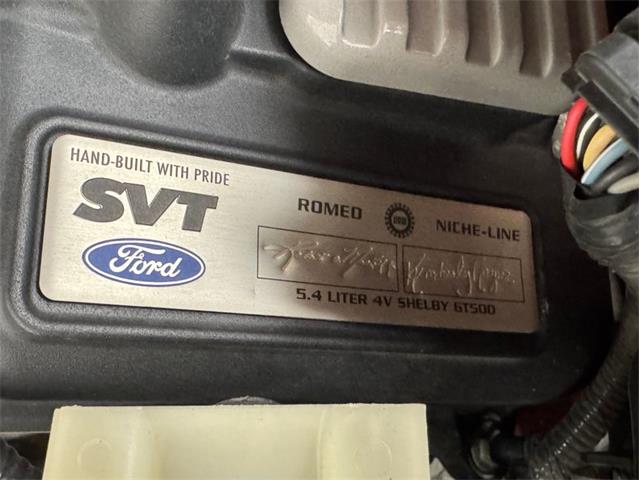 HAND-BUILT WITH PRIDE
SVT
Ford
ROMEO
NICHE-LINE
5.4 LITER 4V SHELBY GT500